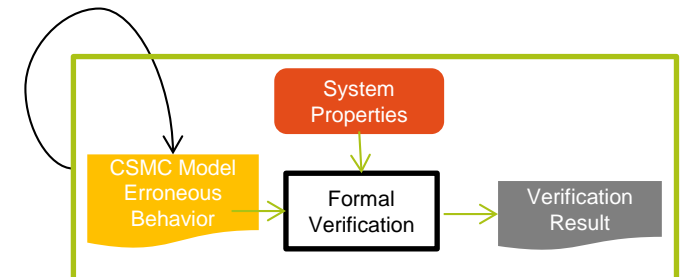 System
Properties
CSMC Model
Erroneous
Behavior
Formal
Verification
Verification
Result